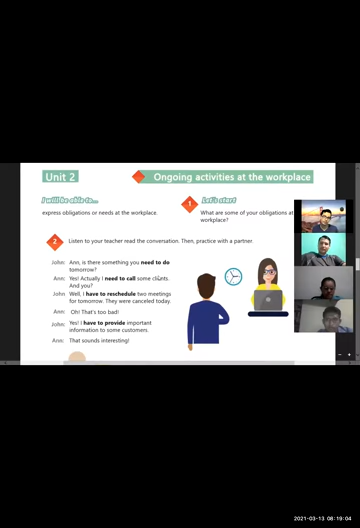 Unit 2
Ongoing activities at the workplace
I will be able to...
express obligations or needs at the workplace.
1
Let's start
What are some of your obligations at
workplace?
2
Listen to your teacher read the conversation. Then, practice with a partner.
John: Ann, is there something you need to do
tomorrow?
Ann: Yes! Actually I need to call some clients.
And you?
John Well, I have to reschedule two meetings
for tomorrow. They were canceled today.
Ann: Oh! That's too bad!
John: Yes! I have to provide important
information to some customers.
Ann: That sounds interesting!
2021-03-13 08:19:04